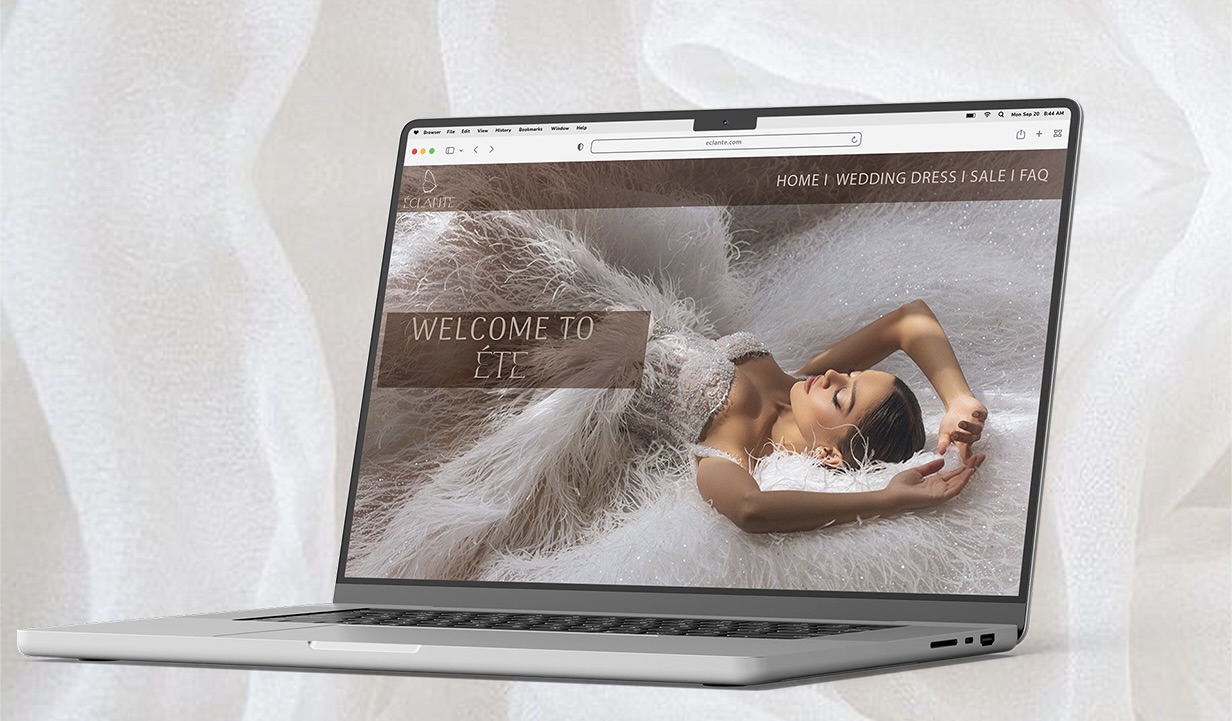 Browser File Edit View History Bookmarks Window Help
Mon Sep 20 8:44 AM
eclante.com
ÉCLANTE
HOME I WEDDING DRESS I SALE I FAQ
WELCOME TO
ÉTE